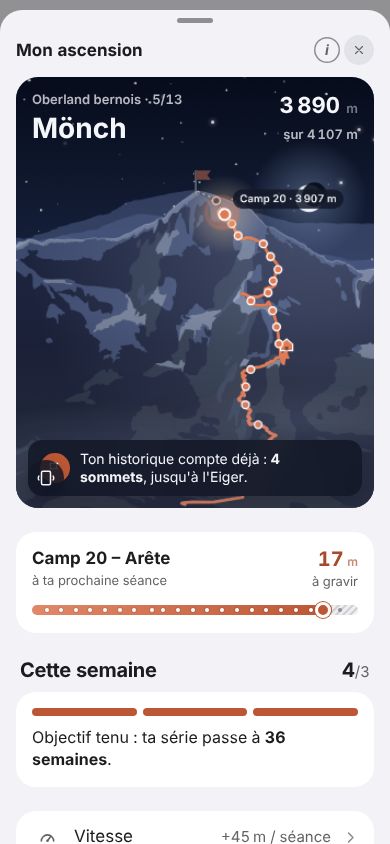 Mon ascension
Oberland bernois · 5/13
3 890 m
Mönch
sur 4 107 m
Camp 20 · 3 907 m
Ton historique compte déjà : 4
sommets, jusqu'à l'Eiger.
Camp 20 – Arête
17 m
à ta prochaine séance
à gravir
Cette semaine
4/3
Objectif tenu : ta série passe à 36
semaines.
Vitesse
+45 m / séance